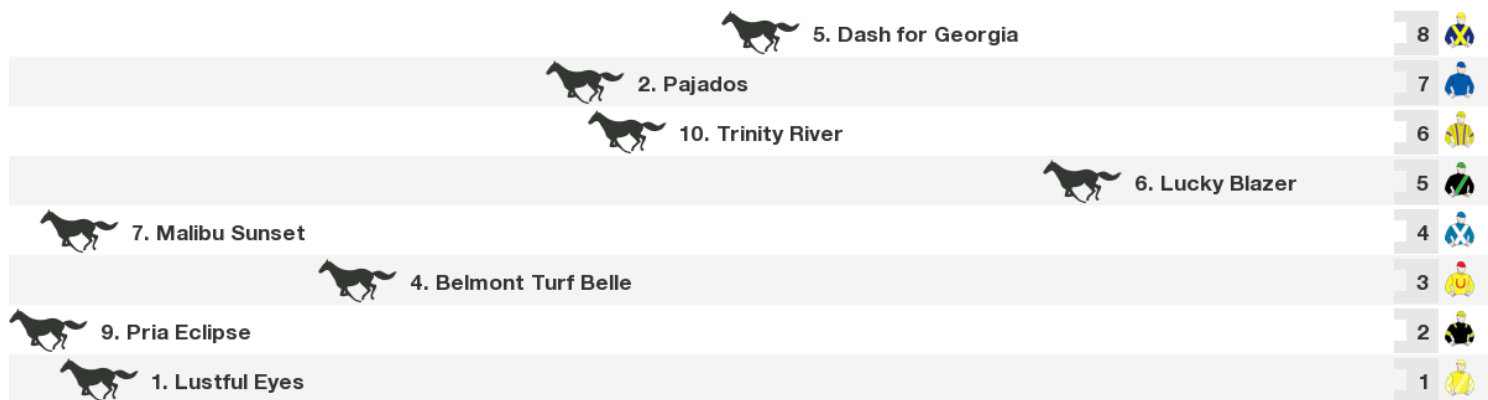 5. Dash for Georgia 8
2. Pajados 7
10. Trinity River 6
6. Lucky Blazer 5
7. Malibu Sunset 4
4. Belmont Turf Belle 3
9. Pria Eclipse 2
1. Lustful Eyes 1